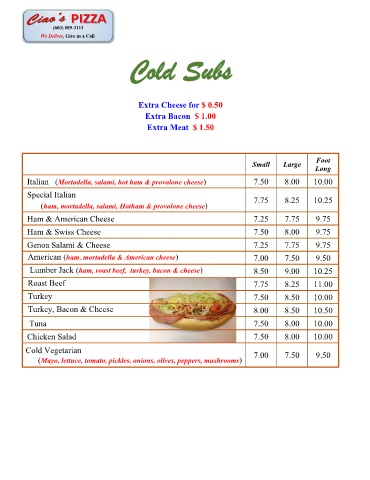 Ciao's PIZZA
(603) 889-3111
We Deliver, Give us a Call
Cold Subs
Extra Cheese for $ 0.50
Extra Bacon $ 1.00
Extra Meat $ 1.50
Small Large Foot Long
Italian (Mortadella, salami, hot ham & provolone cheese) 7.50 8.00 10.00
Special Italian
(ham, mortadella, salami, Hotham & provolone cheese) 7.75 8.25 10.25
Ham & American Cheese 7.25 7.75 9.75
Ham & Swiss Cheese 7.50 8.00 9.75
Genoa Salami & Cheese 7.25 7.75 9.75
American (ham, mortadella & American cheese) 7.00 7.50 9.50
Lumber Jack (ham, roast beef, turkey, bacon & cheese) 8.50 9.00 10.25
Roast Beef 7.75 8.25 11.00
Turkey 7.50 8.50 10.00
Turkey, Bacon & Cheese 8.00 8.50 10.50
Tuna 7.50 8.00 10.00
Chicken Salad 7.50 8.00 10.00
Cold Vegetarian
(Mayo, lettuce, tomato, pickles, onions, olives, peppers, mushrooms) 7.00 7.50 9.50